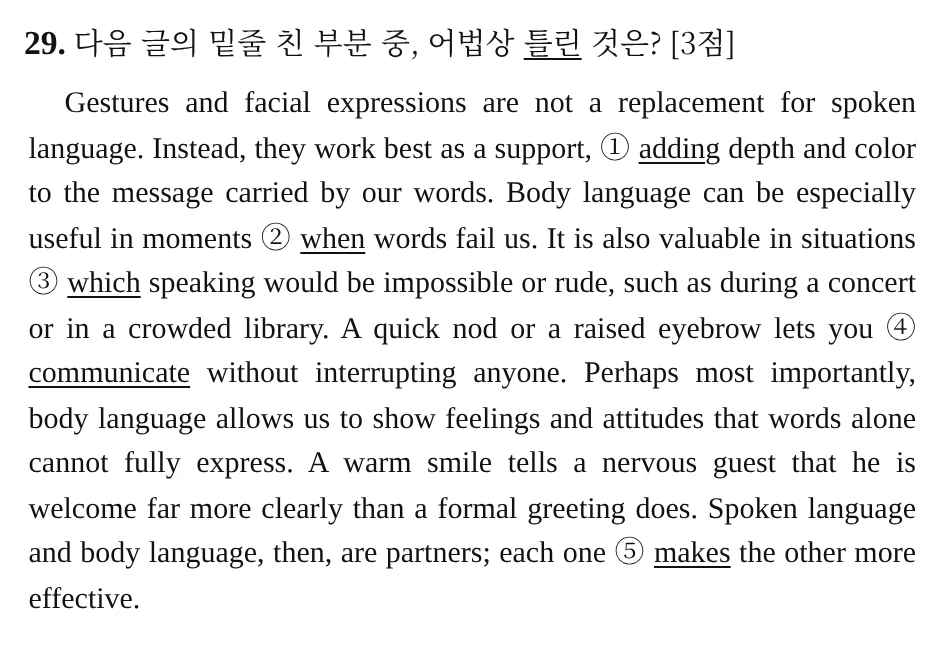 29. 다음 글의 밑줄 친 부분 중, 어법상 틀린 것은? [3점]
Gestures and facial expressions are not a replacement for spoken
language. Instead, they work best as a support, ① adding depth and color
to the message carried by our words. Body language can be especially
useful in moments ② when words fail us. It is also valuable in situations
③ which speaking would be impossible or rude, such as during a concert
or in a crowded library. A quick nod or a raised eyebrow lets you ④
communicate without interrupting anyone. Perhaps most importantly,
body language allows us to show feelings and attitudes that words alone
cannot fully express. A warm smile tells a nervous guest that he is
welcome far more clearly than a formal greeting does. Spoken language
and body language, then, are partners; each one ⑤ makes the other more
effective.